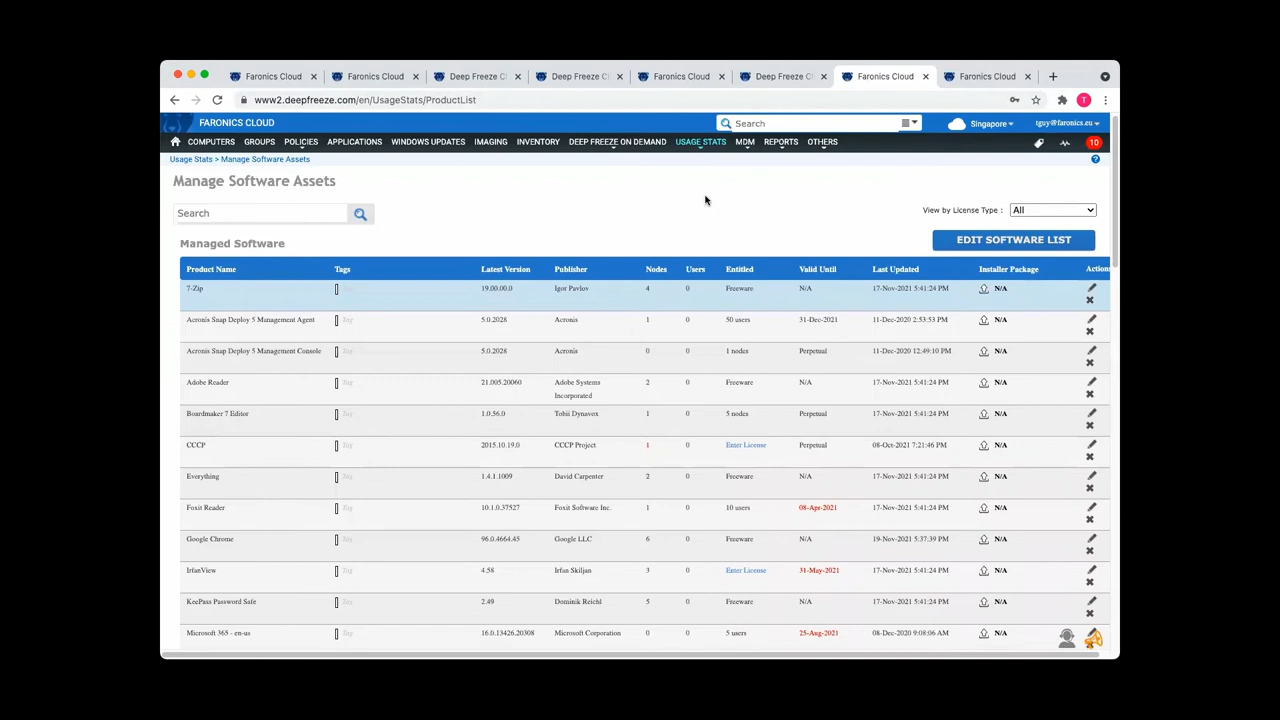 Faronics Cloud Faronics Cloud Deep Freeze C Deep Freeze C Faronics Cloud Deep Freeze C Faronics Cloud Faronics Cloud
www2.deepfreeze.com/en/UsageStats/ProductList T
FARONICS CLOUD Search Singapore tguy@faronics.eu
COMPUTERS GROUPS POLICIES APPLICATIONS WINDOWS UPDATES IMAGING INVENTORY DEEP FREEZE ON DEMAND USAGE STATS MDM REPORTS OTHERS 10
Usage Stats > Manage Software Assets ?
Manage Software Assets
Search View by License Type : All
Managed Software EDIT SOFTWARE LIST
Product Name Tags Latest Version Publisher Nodes Users Entitled Valid Until Last Updated Installer Package Actions
7-Zip Tag 19.00.00.0 Igor Pavlov 4 0 Freeware N/A 17-Nov-2021 5:41:24 PM N/A
Acronis Snap Deploy 5 Management Agent Tag 5.0.2028 Acronis 1 0 50 users 31-Dec-2021 11-Dec-2020 2:53:53 PM N/A
Acronis Snap Deploy 5 Management Console Tag 5.0.2028 Acronis 0 0 1 nodes Perpetual 11-Dec-2020 12:49:10 PM N/A
Adobe Reader Tag 21.005.20060 Adobe Systems Incorporated 2 0 Freeware N/A 17-Nov-2021 5:41:24 PM N/A
Boardmaker 7 Editor Tag 1.0.56.0 Tobii Dynavox 1 0 5 nodes Perpetual 17-Nov-2021 5:41:24 PM N/A
CCCP Tag 2015.10.19.0 CCCP Project 1 0 Enter License Perpetual 08-Oct-2021 7:21:46 PM N/A
Everything Tag 1.4.1.1009 David Carpenter 2 0 Freeware N/A 17-Nov-2021 5:41:24 PM N/A
Foxit Reader Tag 10.1.0.37527 Foxit Software Inc. 1 0 10 users 08-Apr-2021 17-Nov-2021 5:41:24 PM N/A
Google Chrome Tag 96.0.4664.45 Google LLC 6 0 Freeware N/A 19-Nov-2021 5:37:39 PM N/A
IrfanView Tag 4.58 Irfan Skiljan 3 0 Enter License 31-May-2021 17-Nov-2021 5:41:24 PM N/A
KeePass Password Safe Tag 2.49 Dominik Reichl 5 0 Freeware N/A 17-Nov-2021 5:41:24 PM N/A
Microsoft 365 - en-us Tag 16.0.13426.20308 Microsoft Corporation 0 0 5 users 25-Aug-2021 08-Dec-2020 9:08:06 AM N/A